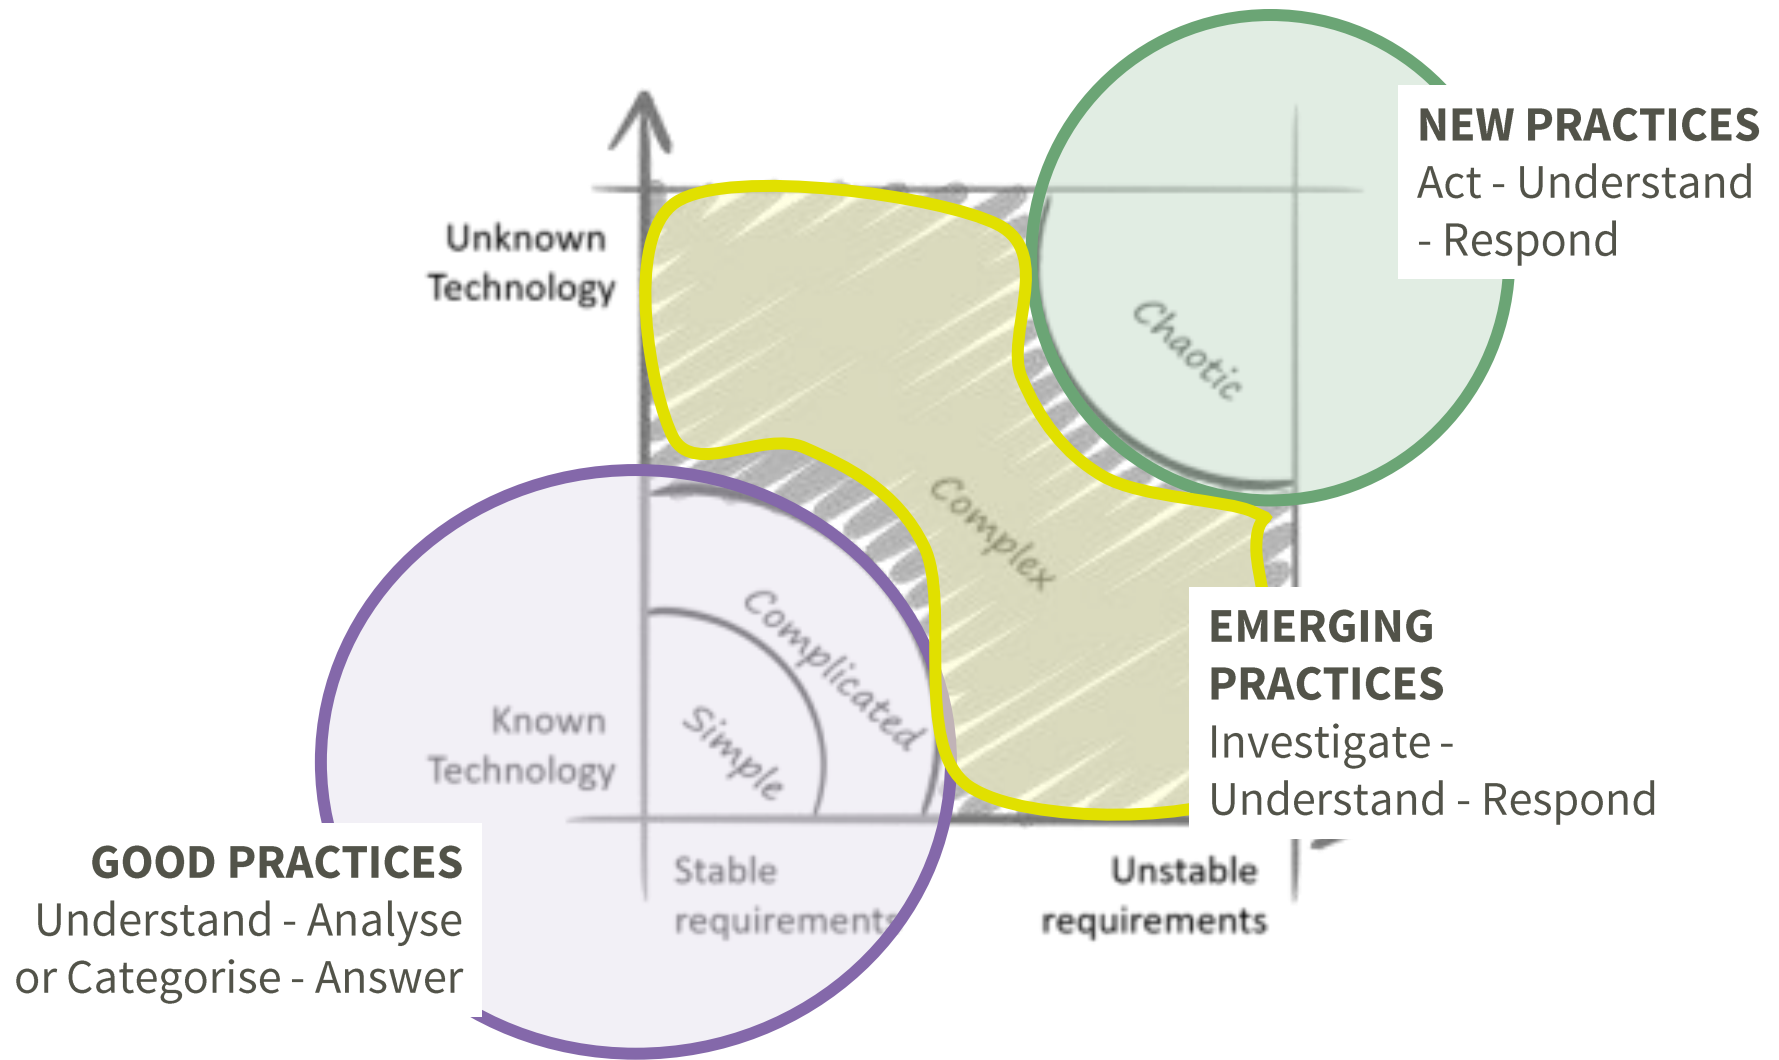 NEW PRACTICES
Act - Understand
- Respond
Unknown
Technology
Chaotic
Complex
EMERGING
PRACTICES
Investigate -
Understand - Respond
Complicated
Simple
Known
Technology
Stable
requirements
Unstable
requirements
GOOD PRACTICES
Understand - Analyse
or Categorise - Answer